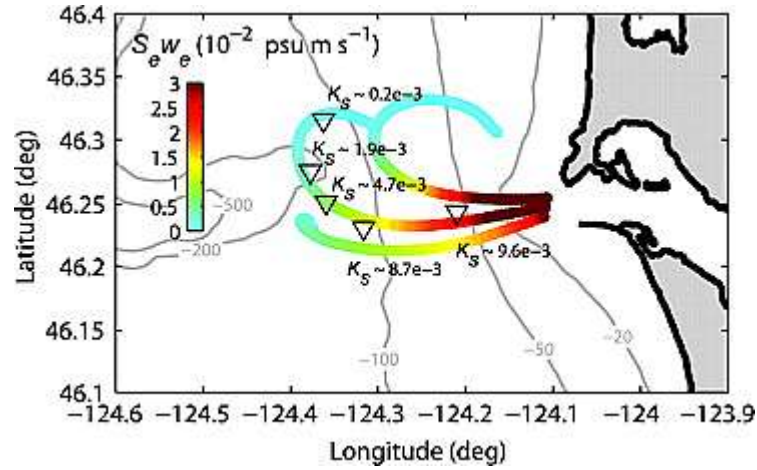 46.4
46.35
46.3
46.25
46.2
46.15
46.1
Latitude (deg)
S_e w_e (10^−2 psu m s^−1)
3
2.5
2
1.5
1
0.5
0
K_s ~ 0.2e−3
K_s ~ 1.9e−3
K_s ~ 4.7e−3
K_s ~ 9.6e−3
K_s ~ 8.7e−3
−500
−200
−100
−50
−20
−124.6 −124.5 −124.4 −124.3 −124.2 −124.1 −124 −123.9
Longitude (deg)